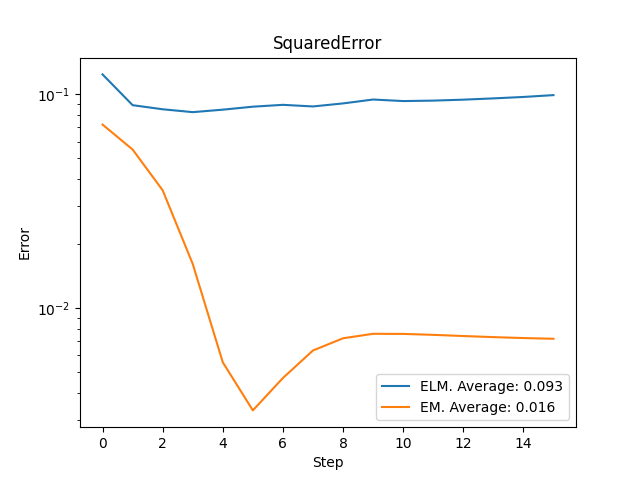 SquaredError
Error
10⁻¹
10⁻²
ELM. Average: 0.093
EM. Average: 0.016
0 2 4 6 8 10 12 14
Step